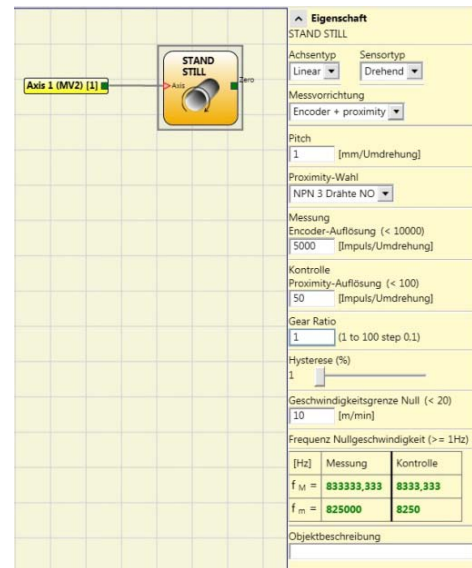 STAND
STILL
Axis 1 (MV2) [1]
Axis
Zero
Eigenschaft
STAND STILL
Achsentyp Sensortyp
Linear Drehend
Messvorrichtung
Encoder + proximity
Pitch
1 [mm/Umdrehung]
Proximity-Wahl
NPN 3 Drähte NO
Messung
Encoder-Auflösung (< 10000)
5000 [Impuls/Umdrehung]
Kontrolle
Proximity-Auflösung (< 100)
50 [Impuls/Umdrehung]
Gear Ratio
1 (1 to 100 step 0,1)
Hysterese (%)
1
Geschwindigkeitsgrenze Null (< 20)
10 [m/min]
Frequenz Nullgeschwindigkeit (>= 1Hz)
[Hz] Messung Kontrolle
f M = 833333,333 8333,333
f m = 825000 8250
Objektbeschreibung